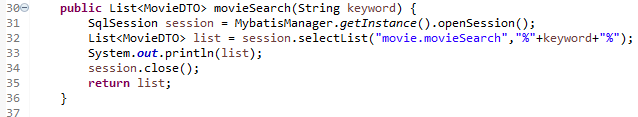 30 public List<MovieDTO> movieSearch(String keyword) {
31 SqlSession session = MybatisManager.getInstance().openSession();
32 List<MovieDTO> list = session.selectList("movie.movieSearch","%"+keyword+"%");
33 System.out.println(list);
34 session.close();
35 return list;
36 }
37